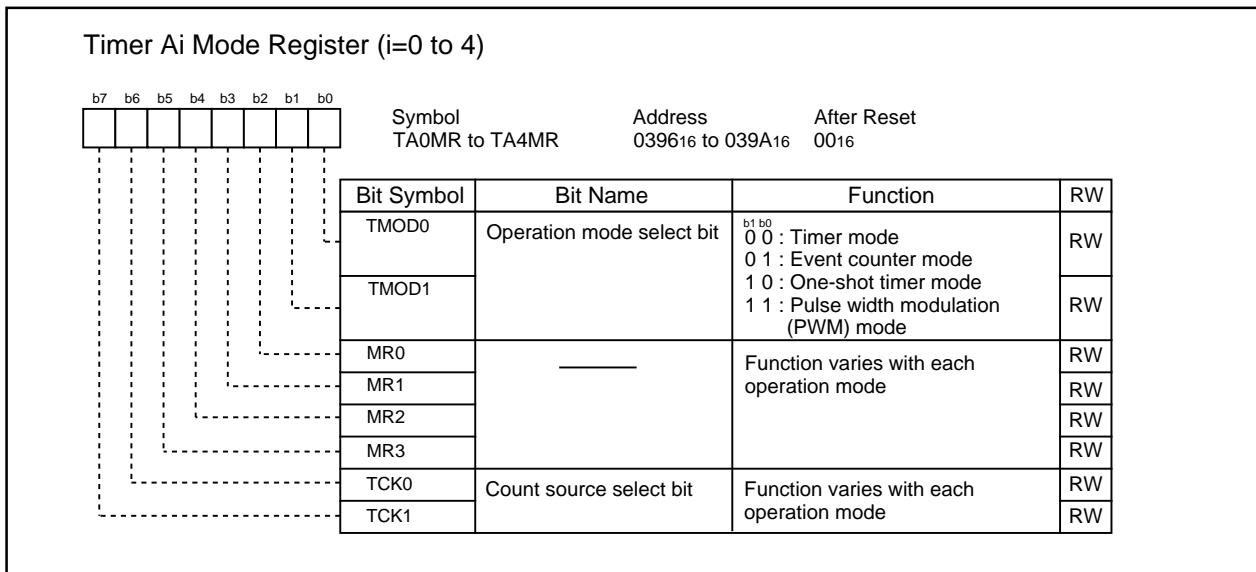 Timer Ai Mode Register (i=0 to 4)
b7 b6 b5 b4 b3 b2 b1 b0
Symbol Address After Reset
TA0MR to TA4MR 039616 to 039A16 0016
Bit Symbol Bit Name Function RW
TMOD0 Operation mode select bit b1 b0
0 0 : Timer mode RW
0 1 : Event counter mode
TMOD1 1 0 : One-shot timer mode
1 1 : Pulse width modulation RW
(PWM) mode
MR0 Function varies with each RW
MR1 operation mode RW
MR2 RW
MR3 RW
TCK0 Count source select bit Function varies with each RW
TCK1 operation mode RW